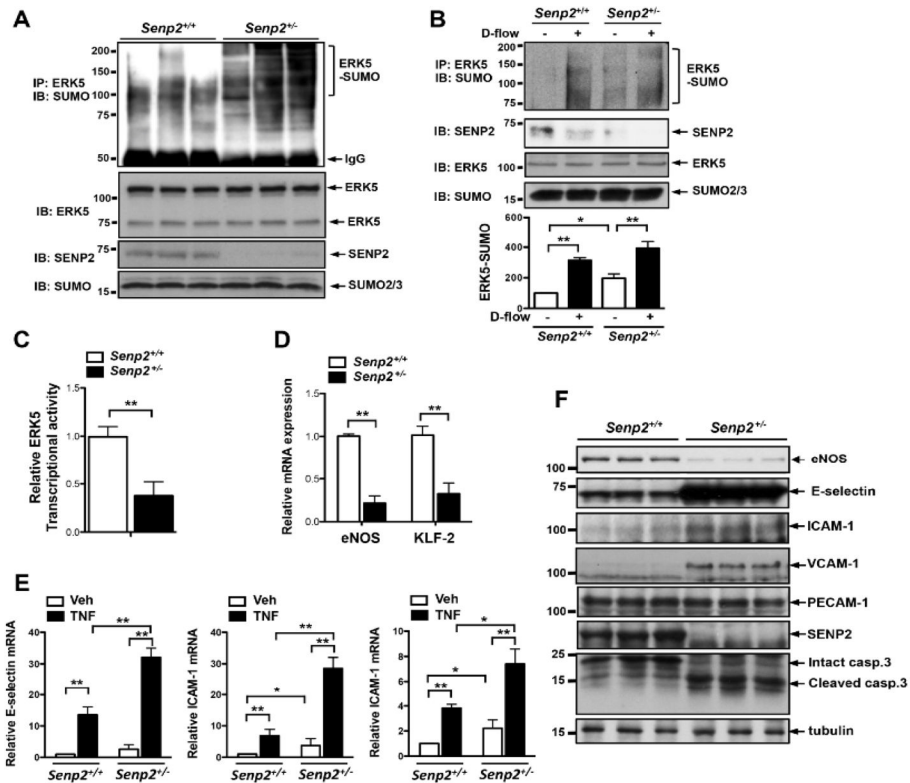 A
Senp2+/+ Senp2+/-
IP: ERK5
IB: SUMO
200
150
100
75
50
ERK5
-SUMO
IgG
IB: ERK5
100
75
ERK5
ERK5
IB: SENP2
75
SENP2
IB: SUMO
15
SUMO2/3
B
Senp2+/+ Senp2+/-
D-flow - + - +
IP: ERK5
IB: SUMO
200
150
100
75
ERK5
-SUMO
IB: SENP2
75
SENP2
IB: ERK5
100
ERK5
IB: SUMO
15
SUMO2/3
ERK5-SUMO
600
400
200
0
* ** **
D-flow - + - +
Senp2+/+ Senp2+/-
C
Senp2+/+
Senp2+/-
Relative ERK5
Transcriptional activity
1.5
1.0
0.5
0.0
**
D
Senp2+/+
Senp2+/-
Relative mRNA expression
1.0
0.5
0.0
** **
eNOS KLF-2
E
Veh
TNF
Relative E-selectin mRNA
40
30
20
10
0
**
**
**
Senp2+/+ Senp2+/-
Veh
TNF
Relative ICAM-1 mRNA
40
30
20
10
0
**
**
*
**
Senp2+/+ Senp2+/-
Veh
TNF
Relative ICAM-1 mRNA
10
8
6
4
2
0
*
**
*
**
Senp2+/+ Senp2+/-
F
Senp2+/+ Senp2+/-
100
eNOS
75
E-selectin
100
ICAM-1
100
VCAM-1
100
PECAM-1
SENP2
25
Intact casp.3
Cleaved casp.3
15
15
tubulin